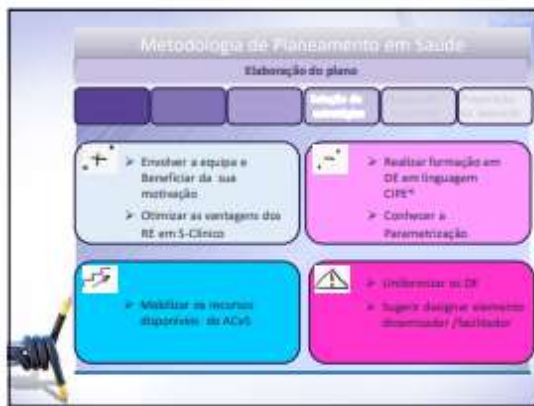 Metodologia de Planeamento em Saúde
Elaboração do plano
Seleção de
estratégias
Preparação
➢ Envolver a equipa e
Beneficiar da sua
motivação
➢ Otimizar as vantagens dos
RE em S-Clínico
➢ Realizar formação em
DE em linguagem
CIPE®
➢ Conhecer a
Parametrização
➢ Mobilizar os recursos
disponíveis do ACeS
➢ Uniformizar os DE
➢ Sugerir designar elemento
dinamizador /facilitador